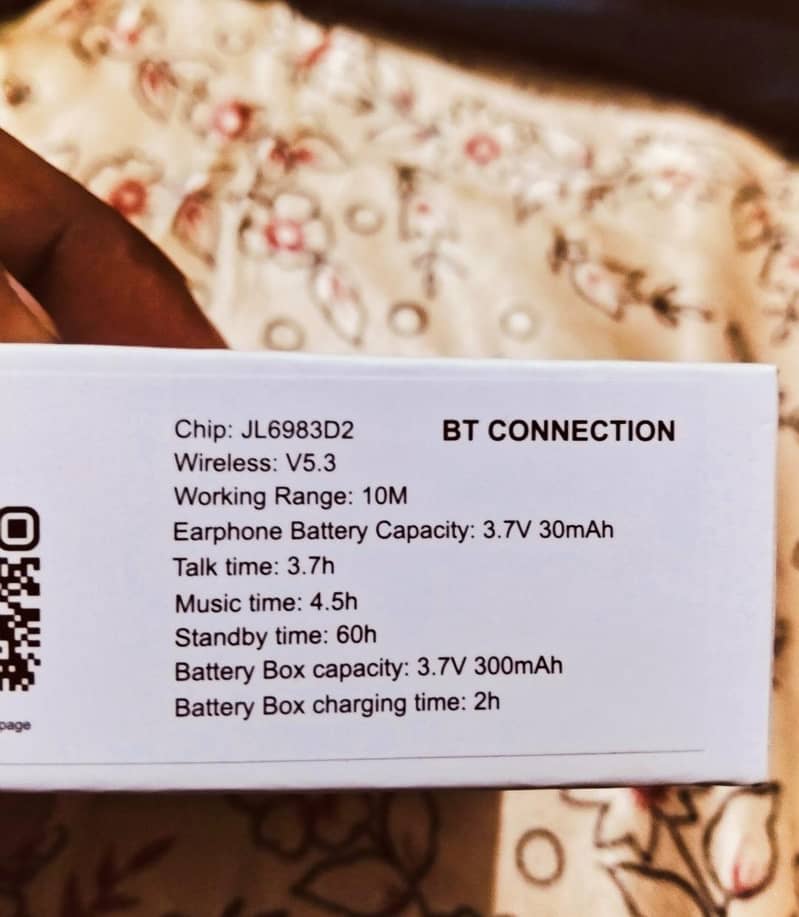 Chip: JL6983D2
BT CONNECTION
Wireless: V5.3
Working Range: 10M
Earphone Battery Capacity: 3.7V 30mAh
Talk time: 3.7h
Music time: 4.5h
Standby time: 60h
Battery Box capacity: 3.7V 300mAh
Battery Box charging time: 2h
page